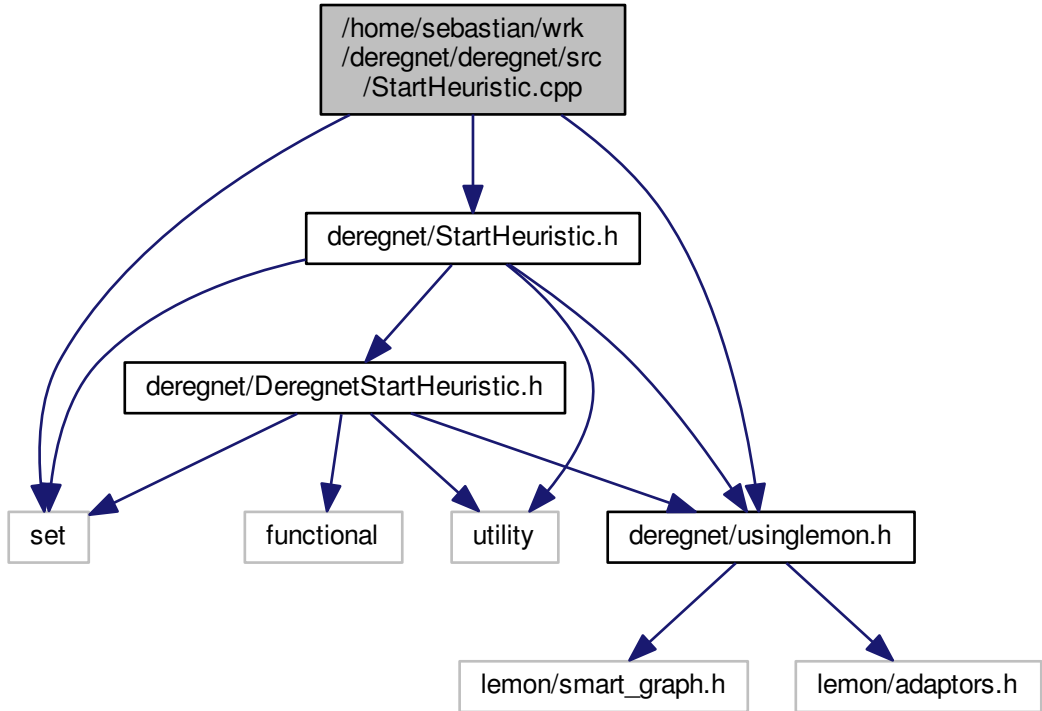 /home/sebastian/wrk
/deregnet/deregnet/src
/StartHeuristic.cpp
deregnet/StartHeuristic.h
deregnet/DeregnetStartHeuristic.h
set
functional
utility
deregnet/usinglemon.h
lemon/smart_graph.h
lemon/adaptors.h